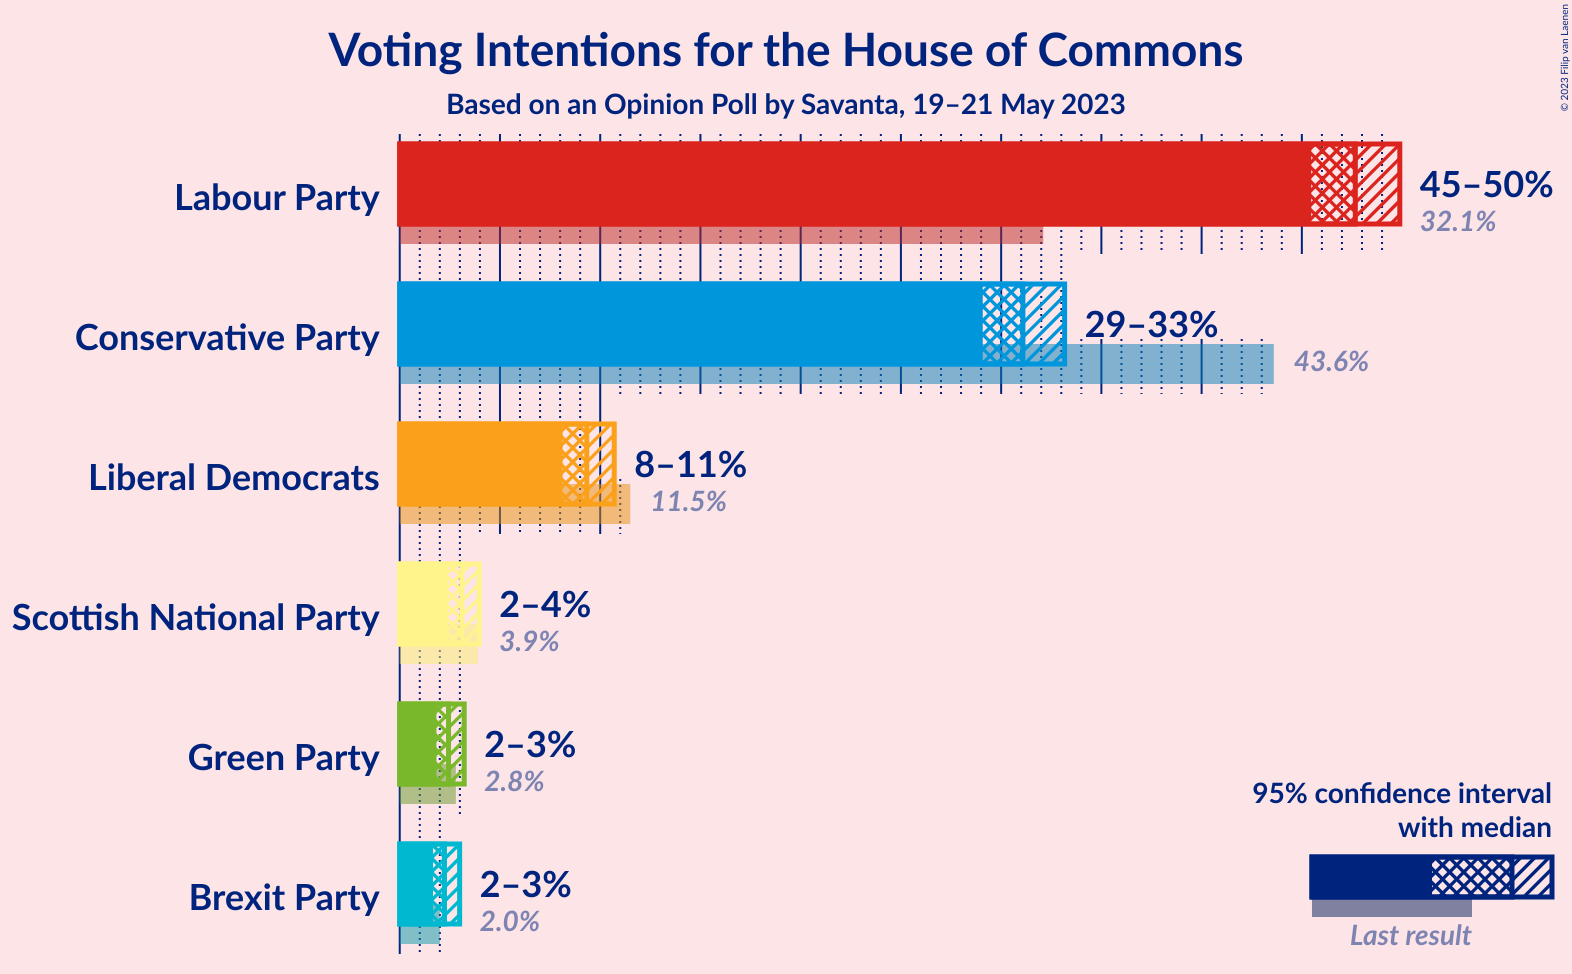 Voting Intentions for the House of Commons
Based on an Opinion Poll by Savanta, 19–21 May 2023
© 2023 Filip van Laenen
Labour Party
45–50%
32.1%
Conservative Party
29–33%
43.6%
Liberal Democrats
8–11%
11.5%
Scottish National Party
2–4%
3.9%
Green Party
2–3%
2.8%
Brexit Party
2–3%
2.0%
95% confidence interval
with median
Last result